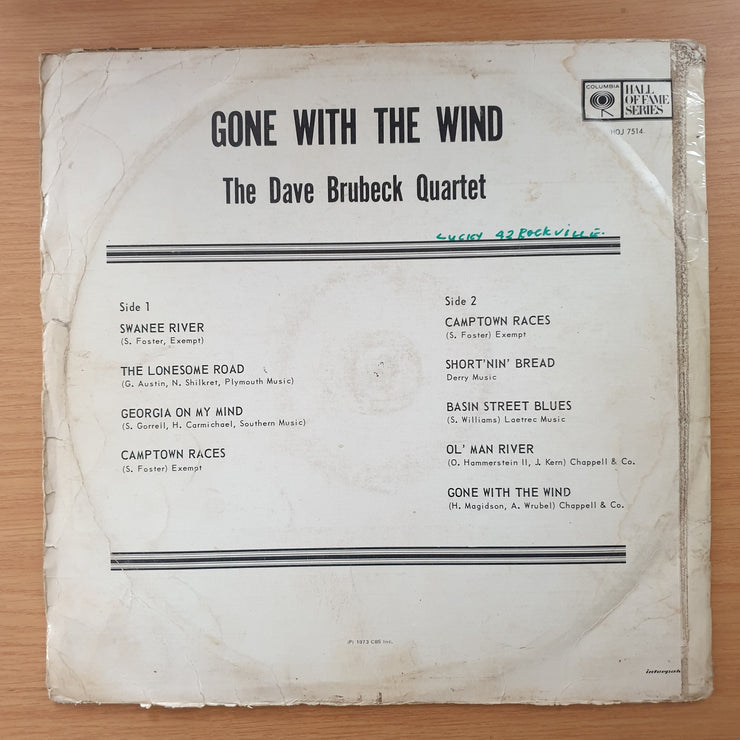 COLUMBIA
HALL
OF FAME
SERIES
HOJ 7514
GONE WITH THE WIND
The Dave Brubeck Quartet
LUCKY 42 ROCKVILLE.
Side 1
SWANEE RIVER
(S. Foster, Exempt)
THE LONESOME ROAD
(G. Austin, N. Shilkret, Plymouth Music)
GEORGIA ON MY MIND
(S. Gorrell, H. Carmichael, Southern Music)
CAMPTOWN RACES
(S. Foster) Exempt
Side 2
CAMPTOWN RACES
(S. Foster) Exempt
SHORT'NIN' BREAD
Derry Music
BASIN STREET BLUES
(S. Williams) Laetrec Music
OL' MAN RIVER
(O. Hammerstein II, J. Kern) Chappell & Co.
GONE WITH THE WIND
(H. Magidson, A. Wrubel) Chappell & Co.
(P) 1973 CBS Inc.
interpak